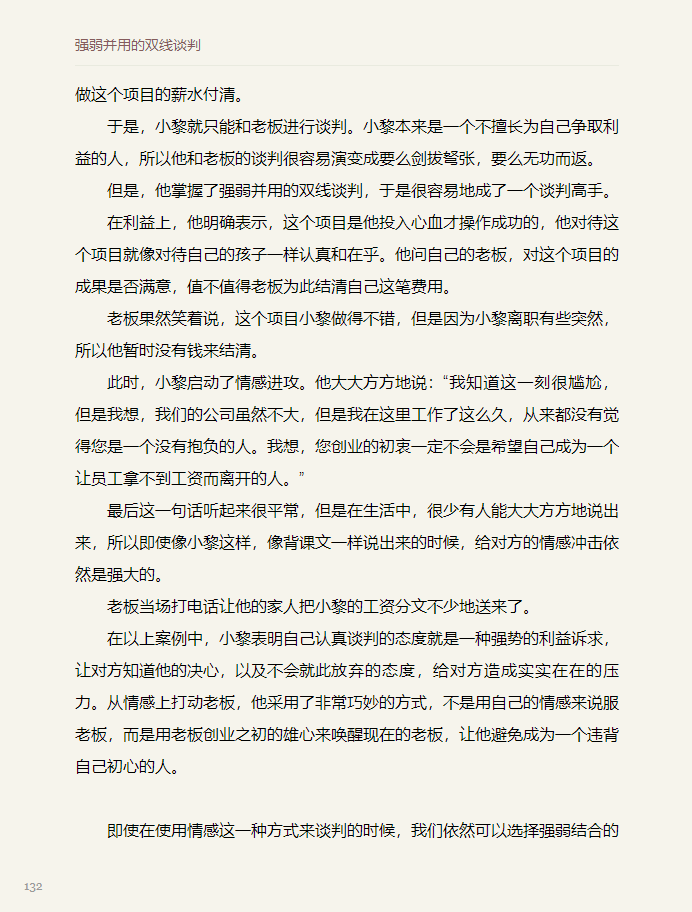 强弱并用的双线谈判
做这个项目的薪水付清。
于是，小黎就只能和老板进行谈判。小黎本来是一个不擅长为自己争取利
益的人，所以他和老板的谈判很容易演变成要么剑拔弩张，要么无功而返。
但是，他掌握了强弱并用的双线谈判，于是很容易地成了一个谈判高手。
在利益上，他明确表示，这个项目是他投入心血才操作成功的，他对待这
个项目就像对待自己的孩子一样认真和在乎。他问自己的老板，对这个项目的
成果是否满意，值不值得老板为此结清自己这笔费用。
老板果然笑着说，这个项目小黎做得不错，但是因为小黎离职有些突然，
所以他暂时没有钱来结清。
此时，小黎启动了情感进攻。他大大方方地说：“我知道这一刻很尴尬，
但是我想，我们的公司虽然不大，但是我在这里工作了这么久，从来都没有觉
得您是一个没有抱负的人。我想，您创业的初衷一定不会是希望自己成为一个
让员工拿不到工资而离开的人。”
最后这一句话听起来很平常，但是在生活中，很少有人能大大方方地说出
来，所以即使像小黎这样，像背课文一样说出来的时候，给对方的情感冲击依
然是强大的。
老板当场打电话让他的家人把小黎的工资分文不少地送来了。
在以上案例中，小黎表明自己认真谈判的态度就是一种强势的利益诉求，
让对方知道他的决心，以及不会就此放弃的态度，给对方造成实实在在的压
力。从情感上打动老板，他采用了非常巧妙的方式，不是用自己的情感来说服
老板，而是用老板创业之初的雄心来唤醒现在的老板，让他避免成为一个违背
自己初心的人。
即使在使用情感这一种方式来谈判的时候，我们依然可以选择强弱结合的
132